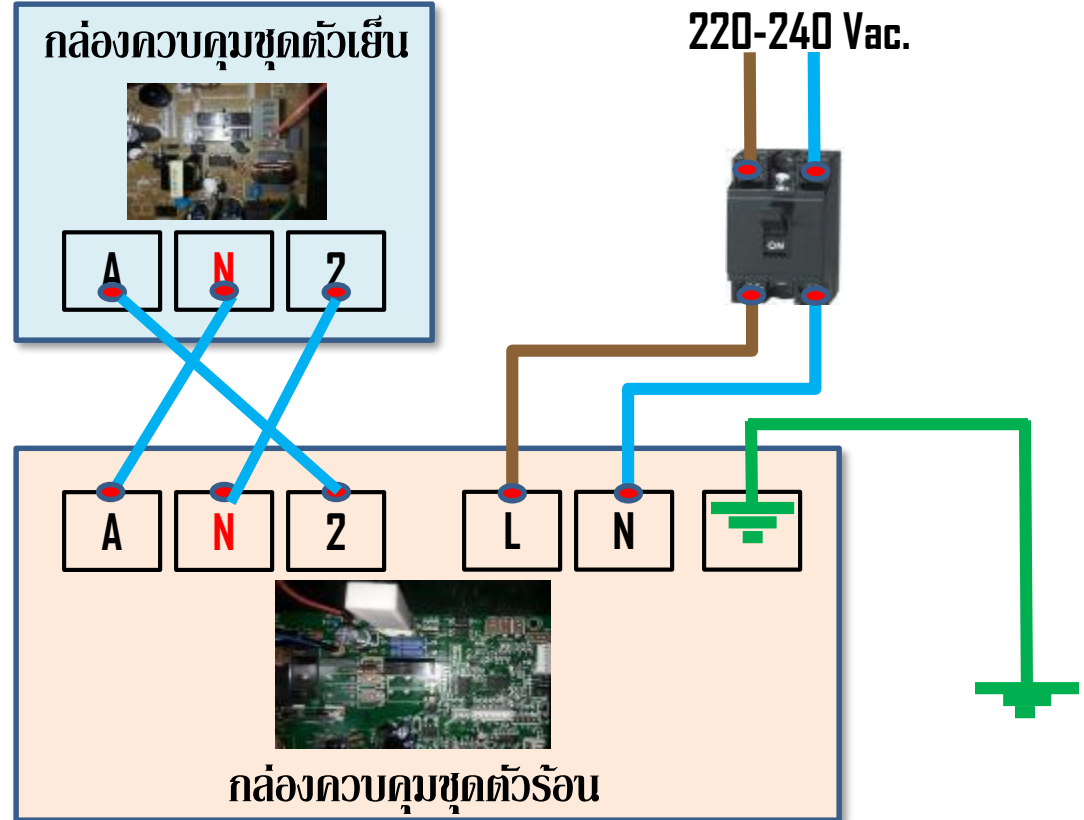 กล่องควบคุมชุดตัวเย็น
220-240 Vac.
ON
A N 2
A N 2 L N
กล่องควบคุมชุดตัวร้อน